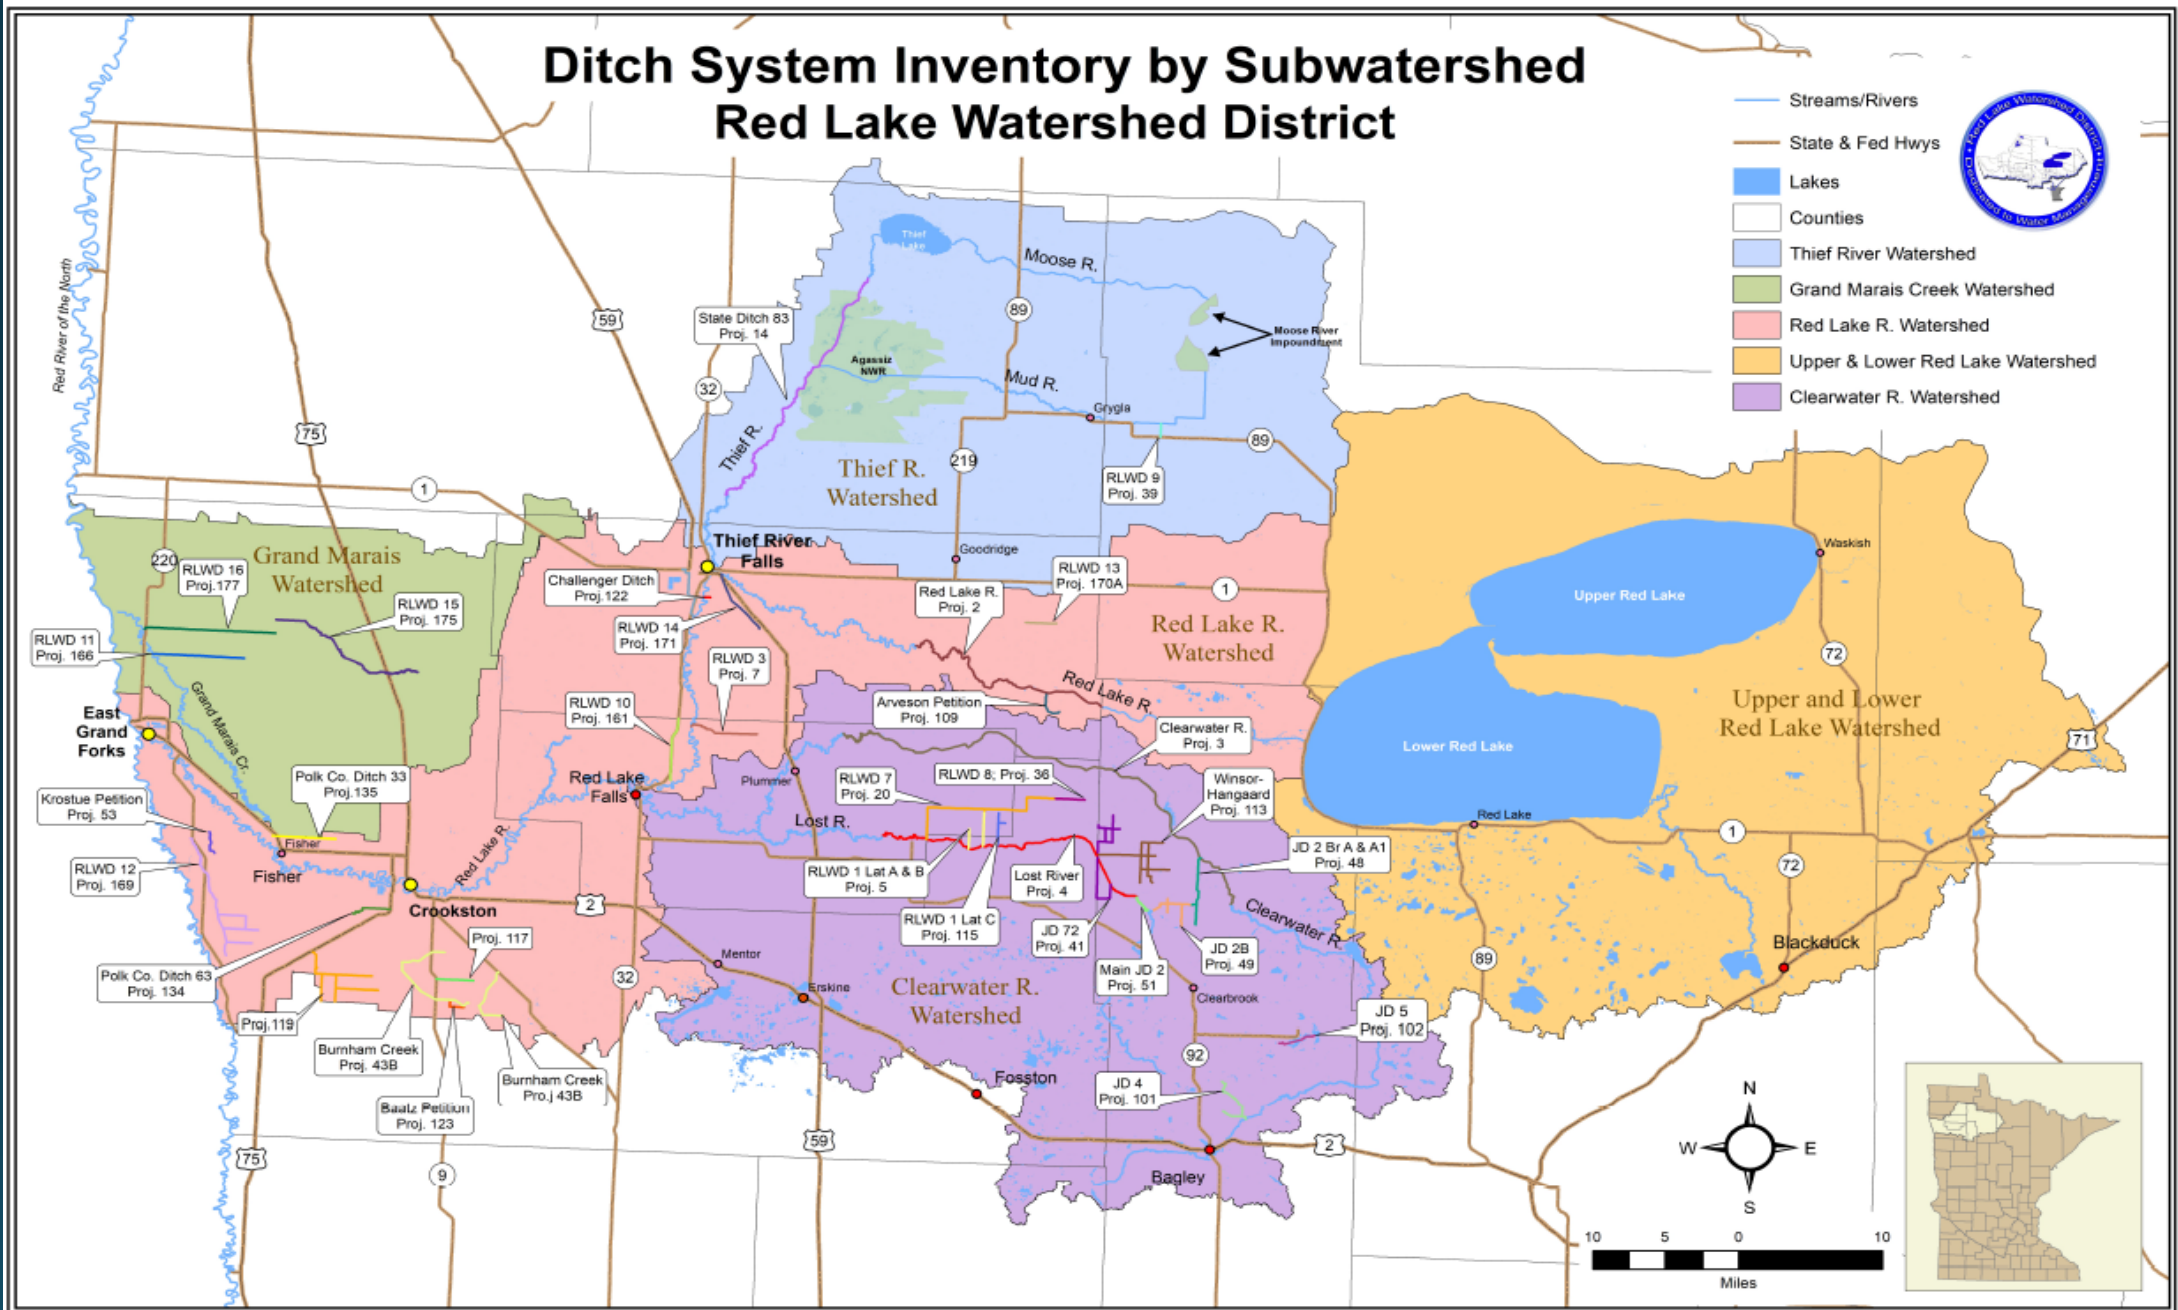 Ditch System Inventory by Subwatershed
Red Lake Watershed District
Streams/Rivers
State & Fed Hwys
Lakes
Counties
Thief River Watershed
Grand Marais Creek Watershed
Red Lake R. Watershed
Upper & Lower Red Lake Watershed
Clearwater R. Watershed
Red Lake Watershed District
Dedicated to Water Management
Red River of the North
Thief
Lake
Moose R.
59
State Ditch 83
Proj. 14
89
Moose River
Impoundment
Agassiz
NWR
Mud R.
32
Grygla
75
Thief R.
219
89
Thief R.
Watershed
RLWD 9
Proj. 39
1
Thief River
Falls
Goodridge
Waskish
220
RLWD 16
Proj.177
Grand Marais
Watershed
Challenger Ditch
Proj.122
RLWD 13
Proj. 170A
Red Lake R.
Proj. 2
1
Upper Red Lake
RLWD 15
Proj. 175
RLWD 14
Proj. 171
Red Lake R.
Watershed
RLWD 11
Proj. 166
RLWD 3
Proj. 7
72
Grand Marais Cr.
Red Lake R.
East
Grand
Forks
RLWD 10
Proj. 161
Arveson Petition
Proj. 109
Clearwater R.
Proj. 3
Upper and Lower
Red Lake Watershed
Lower Red Lake
71
Polk Co. Ditch 33
Proj.135
Red Lake
Falls
Plummer
RLWD 7
Proj. 20
RLWD 8; Proj. 36
Winsor-
Hangaard
Proj. 113
Krostue Petition
Proj. 53
Lost R.
Red Lake
1
Fisher
Fisher
Red Lake R.
RLWD 12
Proj. 169
RLWD 1 Lat A & B
Proj. 5
Lost River
Proj. 4
JD 2 Br A & A1
Proj. 48
72
Crookston
2
RLWD 1 Lat C
Proj. 115
JD 72
Proj. 41
Clearwater R.
Proj. 117
JD 2B
Proj. 49
Blackduck
89
Mentor
32
Polk Co. Ditch 63
Proj. 134
Main JD 2
Proj. 51
Erskine
Clearwater R.
Watershed
Clearbrook
Proj.119
JD 5
Proj. 102
Burnham Creek
Proj. 43B
92
Burnham Creek
Pro.j 43B
Fosston
JD 4
Proj. 101
Baatz Petition
Proj. 123
59
2
75
9
Bagley
N
W
E
S
10
5
0
10
Miles